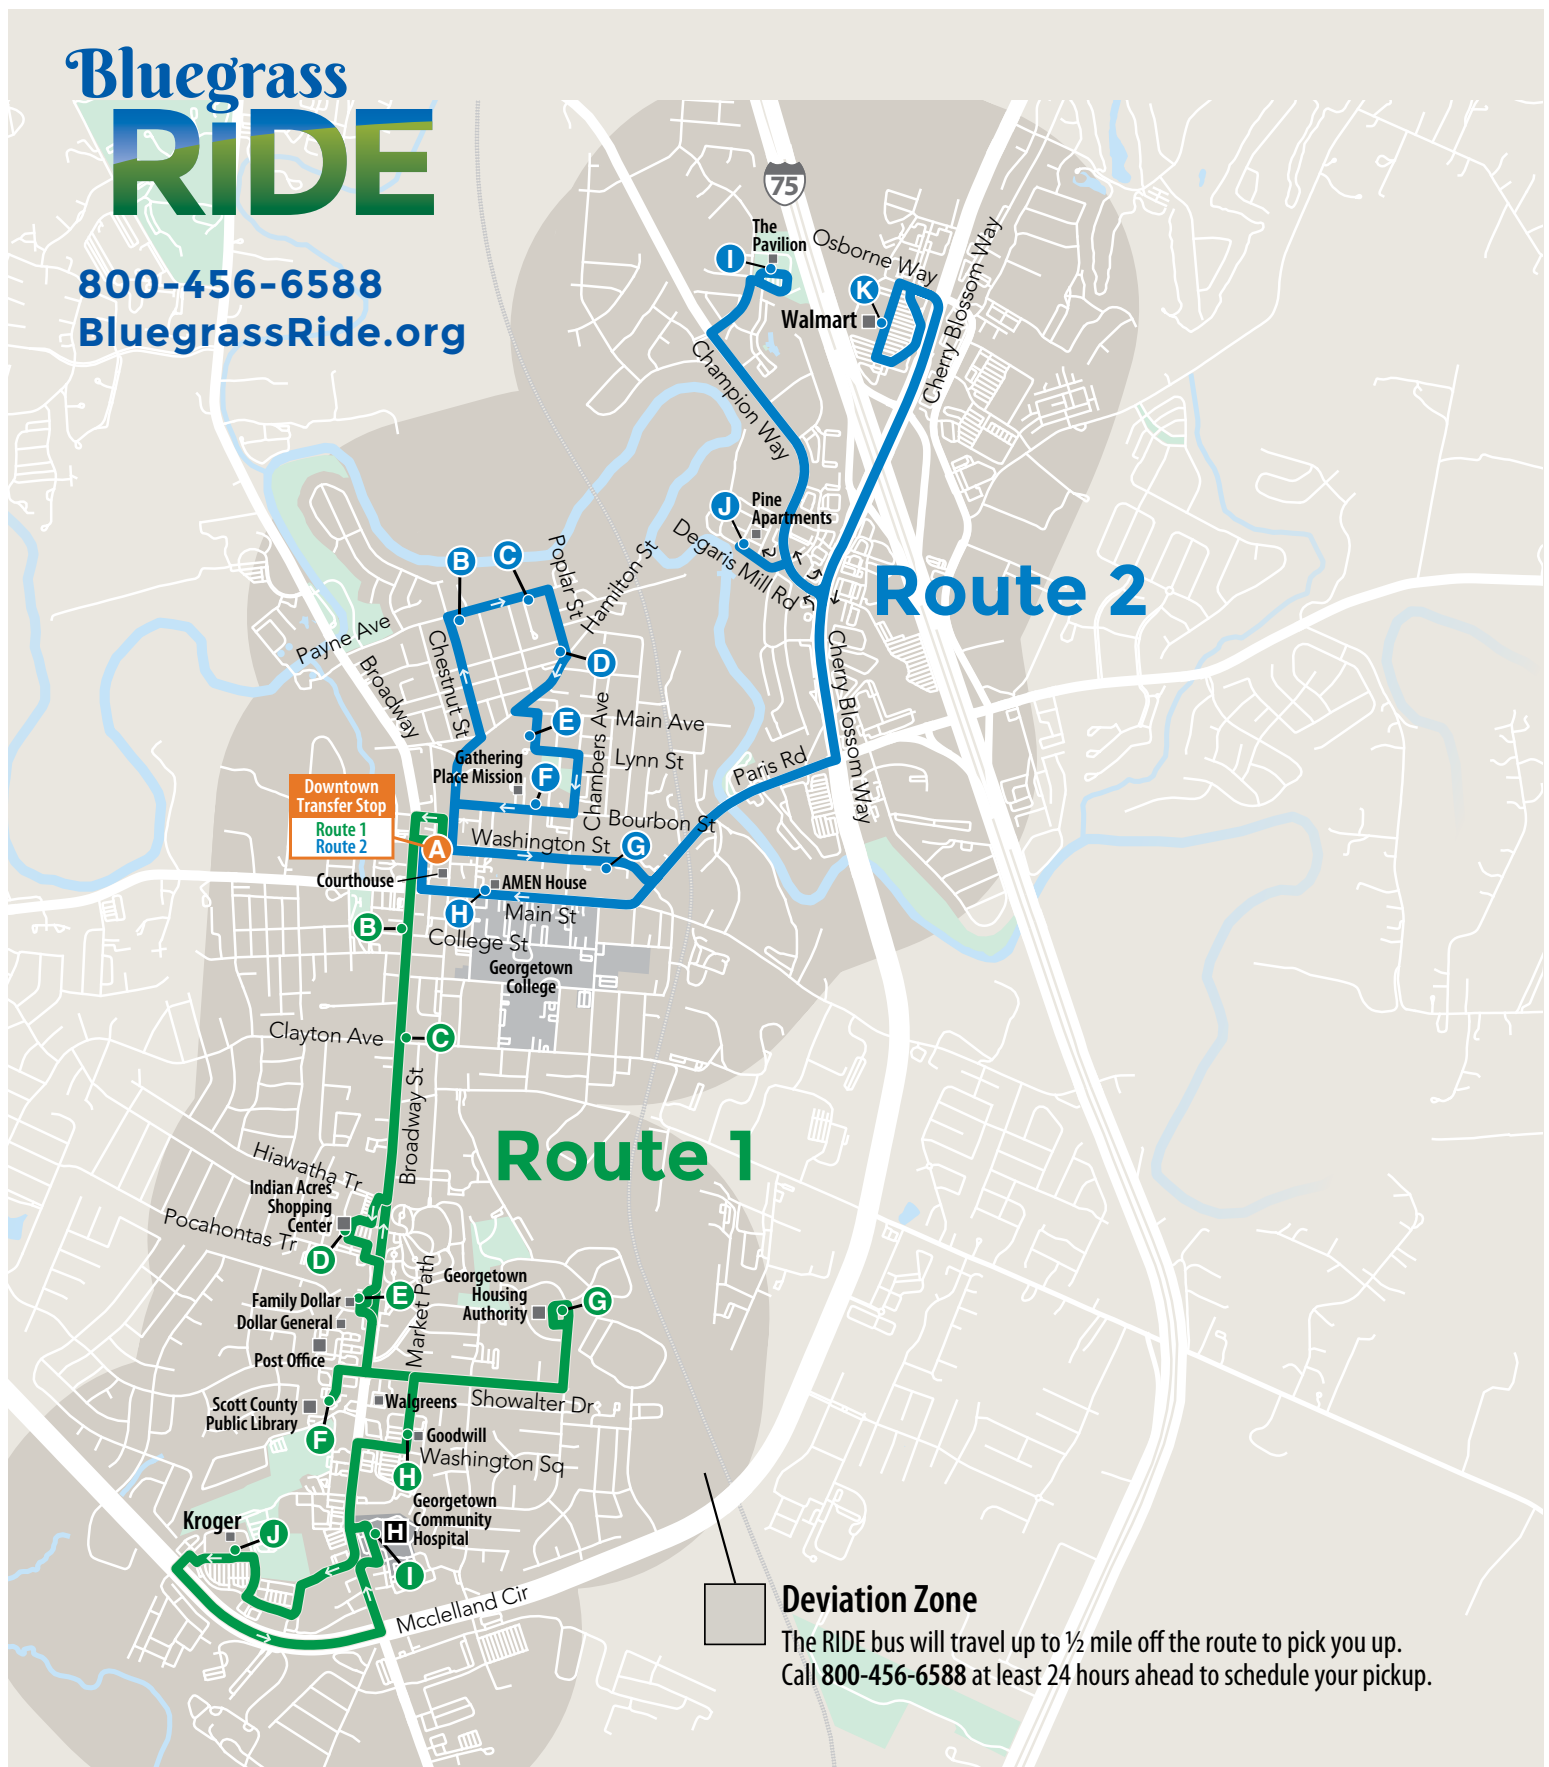 Bluegrass
RiDE
800-456-6588
BluegrassRide.org
75
The
Pavilion
I
Osborne Way
K
Walmart
Cherry Blossom Way
Champion Way
J
Pine
Apartments
Degaris Mill Rd
Route 2
B
C
Poplar St
Hamilton St
Payne Ave
Broadway
Chestnut St
D
E
Main Ave
Chambers Ave
Lynn St
Gathering
Place Mission
F
Paris Rd
Cherry Blossom Way
Downtown
Transfer Stop
Route 1
Route 2
A
Washington St
Bourbon St
G
Courthouse
AMEN House
H
Main St
B
College St
Georgetown
College
Clayton Ave
C
Broadway St
Route 1
Hiawatha Tr
Indian Acres
Shopping
Center
Pocahontas Tr
D
Market Path
Georgetown
Housing
Authority
G
Family Dollar
E
Dollar General
Post Office
Scott County
Public Library
Walgreens
Showalter Dr
F
Goodwill
Washington Sq
H
Georgetown
Community
Hospital
H
Kroger
J
I
Mcclelland Cir
Deviation Zone
The RIDE bus will travel up to ½ mile off the route to pick you up.
Call 800-456-6588 at least 24 hours ahead to schedule your pickup.